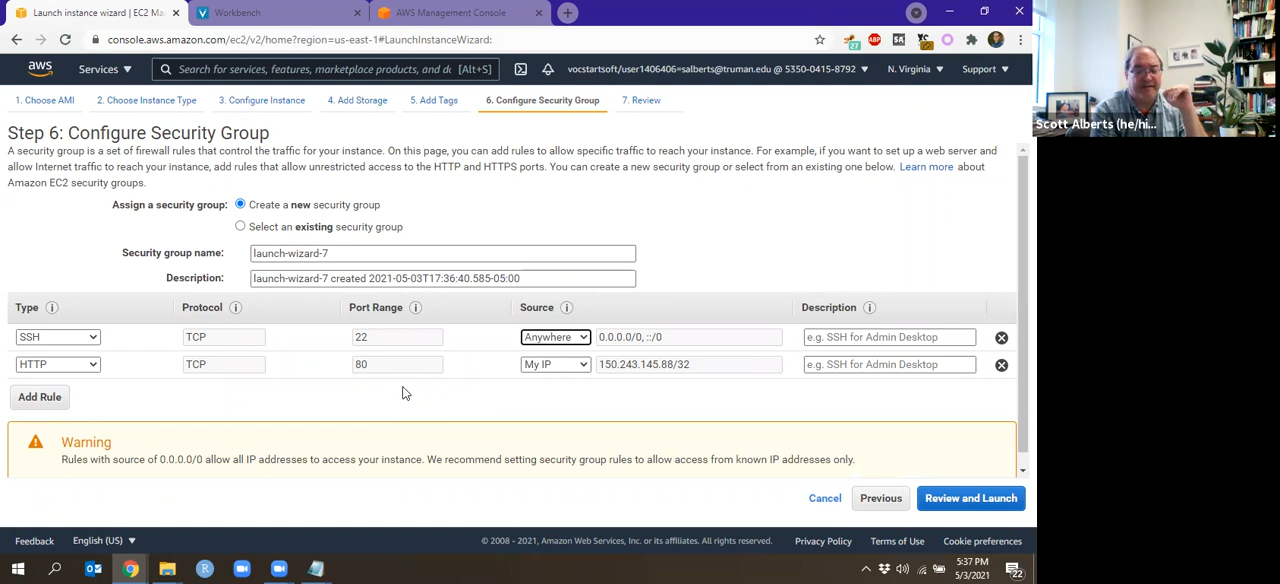 Launch instance wizard | EC2 Ma
Workbench
AWS Management Console
console.aws.amazon.com/ec2/v2/home?region=us-east-1#LaunchInstanceWizard:
27
ABP
aws
Services
Search for services, features, marketplace products, and do
[Alt+S]
vocstartsoft/user1406406=salberts@truman.edu @ 5350-0415-8792
N. Virginia
Support
1. Choose AMI
2. Choose Instance Type
3. Configure Instance
4. Add Storage
5. Add Tags
6. Configure Security Group
7. Review
Scott Alberts (he/hi...
Step 6: Configure Security Group
A security group is a set of firewall rules that control the traffic for your instance. On this page, you can add rules to allow specific traffic to reach your instance. For example, if you want to set up a web server and
allow Internet traffic to reach your instance, add rules that allow unrestricted access to the HTTP and HTTPS ports. You can create a new security group or select from an existing one below. Learn more about
Amazon EC2 security groups.
Assign a security group:
Create a new security group
Select an existing security group
Security group name:
launch-wizard-7
Description:
launch-wizard-7 created 2021-05-03T17:36:40.585-05:00
Type
Protocol
Port Range
Source
Description
SSH
TCP
22
Anywhere
0.0.0.0/0, ::/0
e.g. SSH for Admin Desktop
HTTP
TCP
80
My IP
150.243.145.88/32
e.g. SSH for Admin Desktop
Add Rule
Warning
Rules with source of 0.0.0.0/0 allow all IP addresses to access your instance. We recommend setting security group rules to allow access from known IP addresses only.
Cancel
Previous
Review and Launch
Feedback
English (US)
© 2008 - 2021, Amazon Web Services, Inc. or its affiliates. All rights reserved.
Privacy Policy
Terms of Use
Cookie preferences
5:37 PM
5/3/2021
22